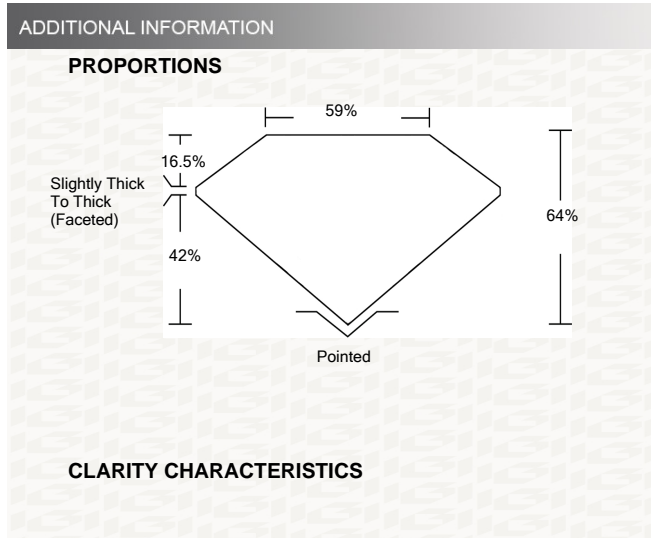 ADDITIONAL INFORMATION
PROPORTIONS
59%
16.5%
Slightly Thick
To Thick
(Faceted)
64%
42%
Pointed
CLARITY CHARACTERISTICS